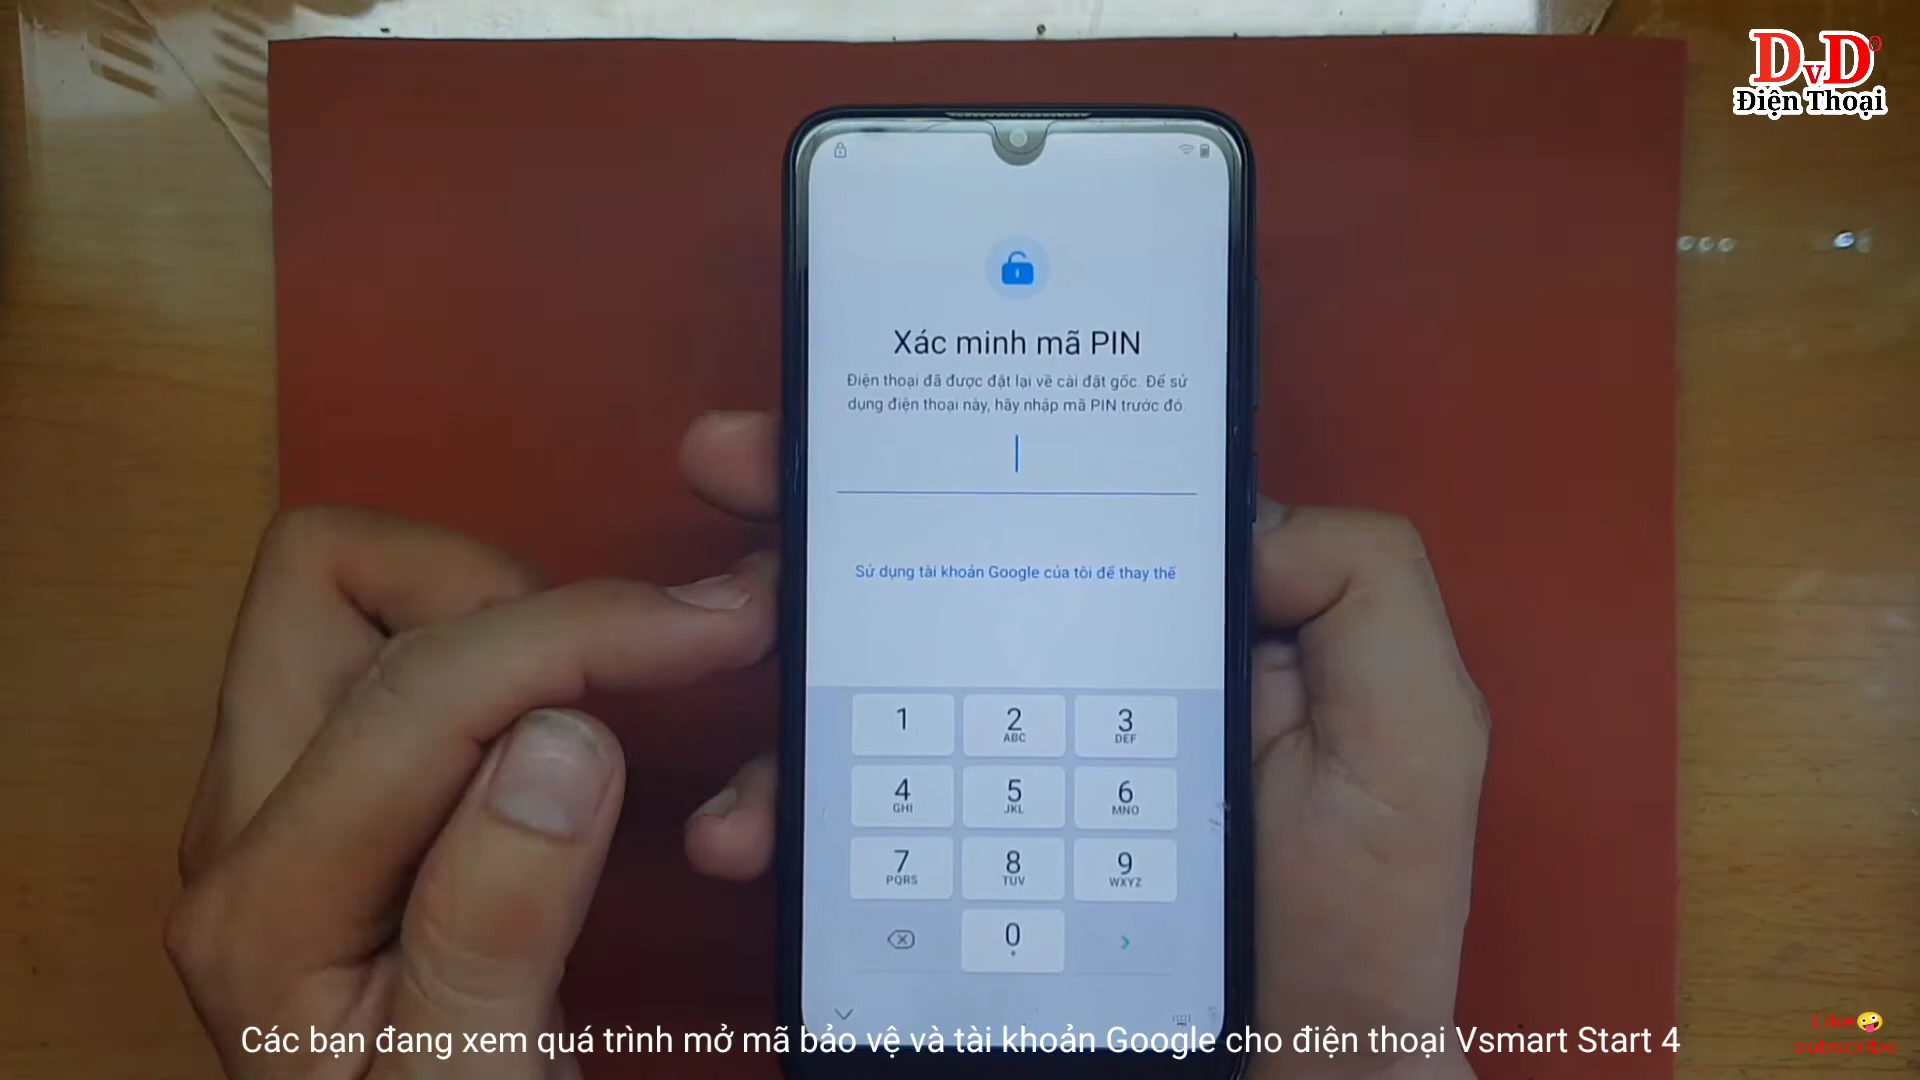 DvD®
Điện Thoại
Xác minh mã PIN
Điện thoại đã được đặt lại về cài đặt gốc. Để sử
dụng điện thoại này, hãy nhập mã PIN trước đó.
Sử dụng tài khoản Google của tôi để thay thế
1
2
ABC
3
DEF
4
GHI
5
JKL
6
MNO
7
PQRS
8
TUV
9
WXYZ
0
+
Like
subscribe
Các bạn đang xem quá trình mở mã bảo vệ và tài khoản Google cho điện thoại Vsmart Start 4